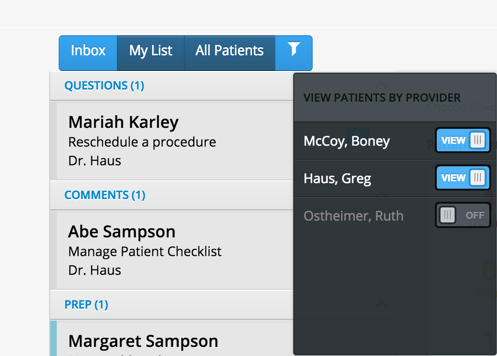 Inbox My List All Patients
QUESTIONS (1)
Mariah Karley
Reschedule a procedure
Dr. Haus
COMMENTS (1)
Abe Sampson
Manage Patient Checklist
Dr. Haus
PREP (1)
Margaret Sampson
VIEW PATIENTS BY PROVIDER
McCoy, Boney VIEW
Haus, Greg VIEW
Ostheimer, Ruth OFF